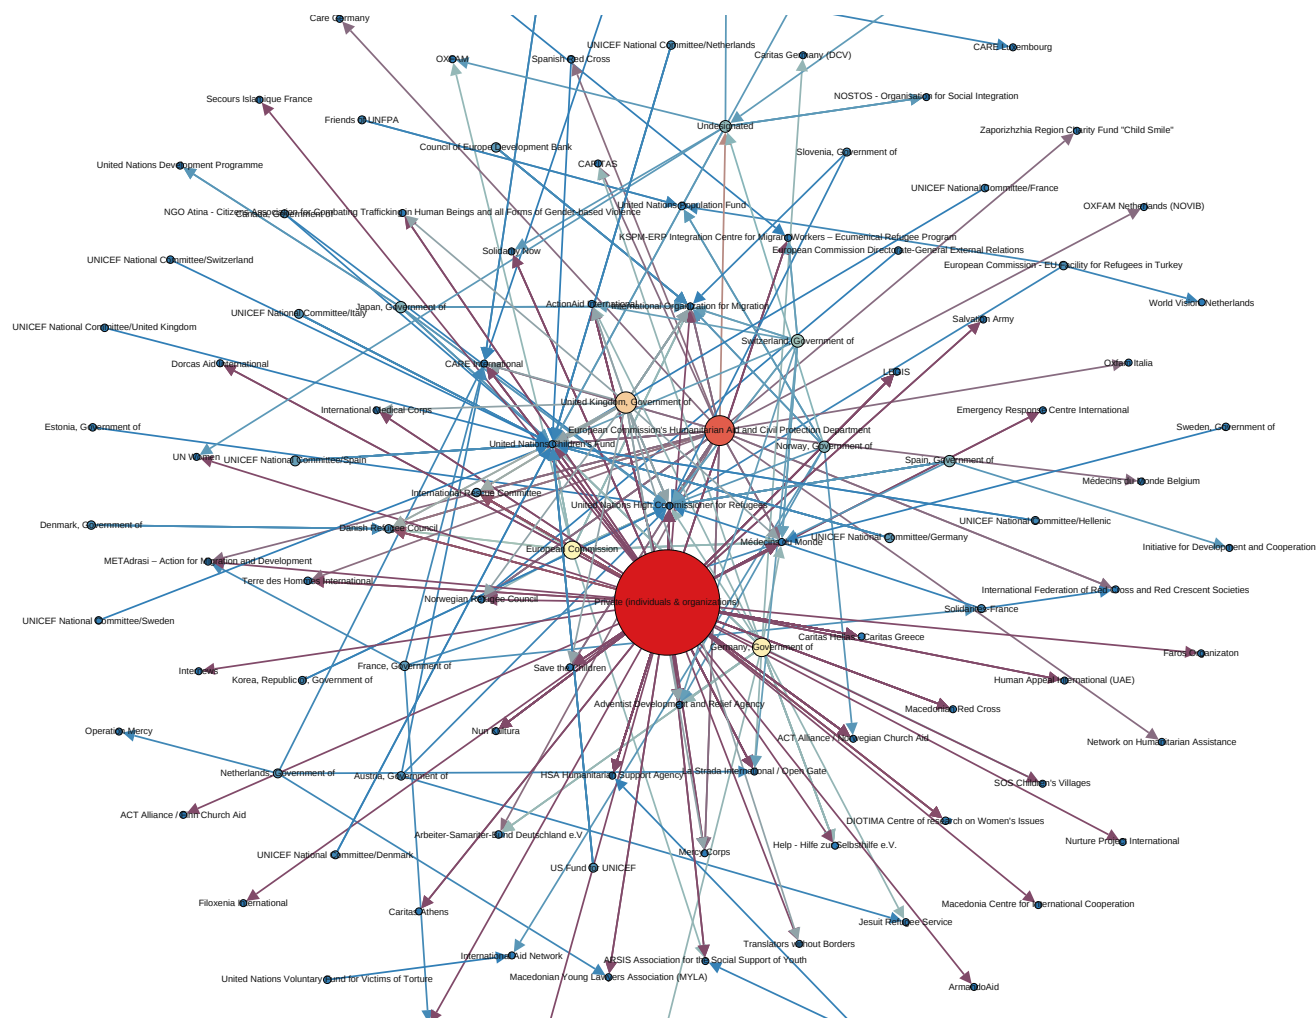 Care Germany
UNICEF National Committee/Netherlands
CARE Luxembourg
OXFAM
Spanish Red Cross
Caritas Germany (DCV)
Secours Islamique France
NOSTOS - Organisation for Social Integration
Friends of UNFPA
Undesignated
Zaporizhzhia Region Charity Fund "Child Smile"
Council of Europe Development Bank
Slovenia, Government of
United Nations Development Programme
CARITAS
UNICEF National Committee/France
NGO Atina - Citizens Association for Combating Trafficking in Human Beings and all Forms of Gender-based Violence
Canada, Government of
United Nations Population Fund
OXFAM Netherlands (NOVIB)
KSPM-ERP Integration Centre for Migrant Workers – Ecumenical Refugee Program
Solidarity Now
European Commission Directorate-General External Relations
UNICEF National Committee/Switzerland
European Commission - EU Facility for Refugees in Turkey
Japan, Government of
ActionAid International
International Organization for Migration
World Vision Netherlands
UNICEF National Committee/Italy
Salvation Army
UNICEF National Committee/United Kingdom
Switzerland, Government of
Dorcas Aid International
CARE International
Oxfam Italia
LEGIS
United Kingdom, Government of
International Medical Corps
Emergency Response Centre International
Estonia, Government of
European Commission's Humanitarian Aid and Civil Protection Department
Sweden, Government of
United Nations Children's Fund
Norway, Government of
UN Women
UNICEF National Committee/Spain
Spain, Government of
Médecins du Monde Belgium
International Rescue Committee
United Nations High Commissioner for Refugees
Denmark, Government of
Danish Refugee Council
UNICEF National Committee/Hellenic
UNICEF National Committee/Germany
Médecins du Monde
European Commission
Initiative for Development and Cooperation
METAdrasi – Action for Migration and Development
Terre des Hommes International
International Federation of Red Cross and Red Crescent Societies
Norwegian Refugee Council
Private (individuals & organizations)
Solidarités-France
UNICEF National Committee/Sweden
Caritas Hellas / Caritas Greece
Germany, Government of
Faros Organizaton
Internews
France, Government of
Save the Children
Korea, Republic of, Government of
Human Appeal International (UAE)
Adventist Development and Relief Agency
Macedonian Red Cross
Operation Mercy
Nun Kultura
ACT Alliance / Norwegian Church Aid
Network on Humanitarian Assistance
Netherlands, Government of
Austria, Government of
HSA Humanitarian Support Agency
La Strada International / Open Gate
SOS Children's Villages
ACT Alliance / Finn Church Aid
DIOTIMA Centre of research on Women's Issues
Arbeiter-Samariter-Bund Deutschland e.V
Nurture Project International
UNICEF National Committee/Denmark
Mercy Corps
Help - Hilfe zur Selbsthilfe e.V.
US Fund for UNICEF
Filoxenia International
Macedonia Centre for International Cooperation
Caritas Athens
Jesuit Refugee Service
Translators without Borders
International Aid Network
ARSIS Association for the Social Support of Youth
United Nations Voluntary Fund for Victims of Torture
Macedonian Young Lawyers Association (MYLA)
ArmandoAid